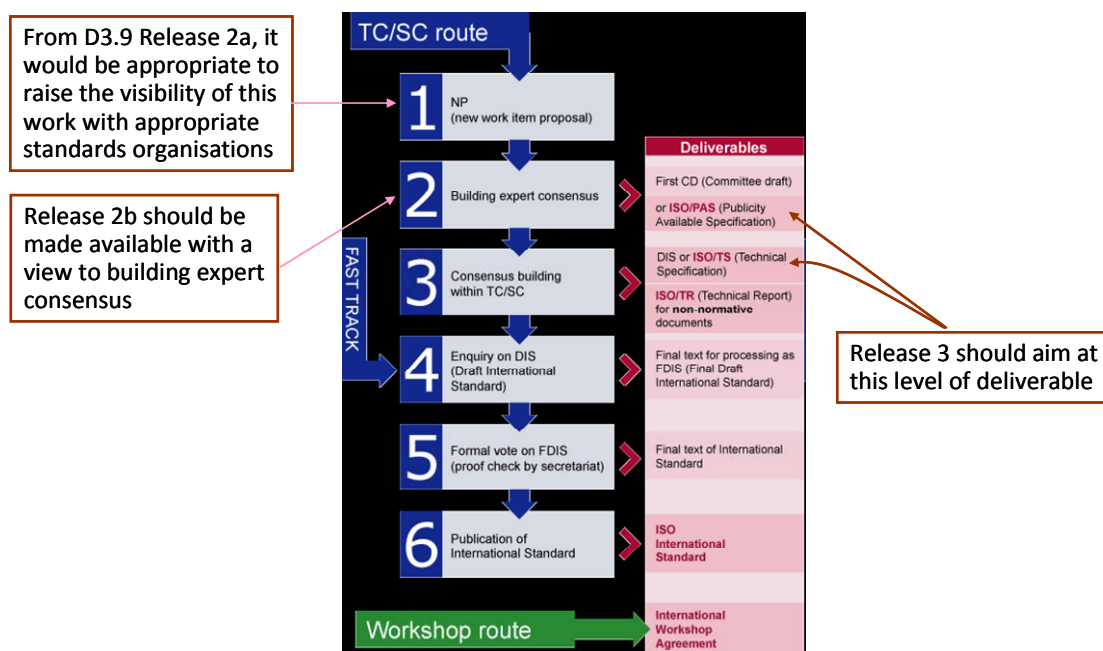 From D3.9 Release 2a, it
would be appropriate to
raise the visibility of this
work with appropriate
standards organisations
Release 2b should be
made available with a
view to building expert
consensus
TC/SC route
1
NP
(new work item proposal)
2
Building expert consensus
3
Consensus building
within TC/SC
FAST TRACK
4
Enquiry on DIS
(Draft International
Standard)
5
Formal vote on FDIS
(proof check by secretariat)
6
Publication of
International Standard
Workshop route
Deliverables
First CD (Committee draft)
or ISO/PAS (Publicity
Available Specification)
DIS or ISO/TS (Technical
Specification)
ISO/TR (Technical Report)
for non-normative
documents
Final text for processing as
FDIS (Final Draft
International Standard)
Final text of International
Standard
ISO
International
Standard
International
Workshop
Agreement
Release 3 should aim at
this level of deliverable